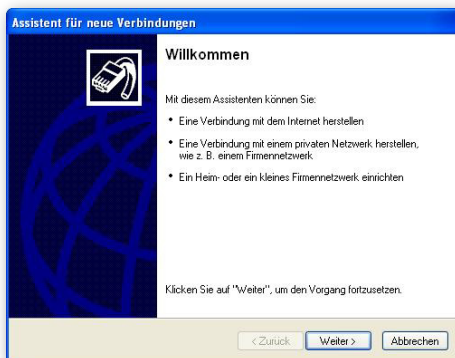 Assistent für neue Verbindungen
Willkommen
Mit diesem Assistenten können Sie:
• Eine Verbindung mit dem Internet herstellen
• Eine Verbindung mit einem privaten Netzwerk herstellen,
wie z. B. einem Firmennetzwerk
• Ein Heim- oder ein kleines Firmennetzwerk einrichten
Klicken Sie auf "Weiter", um den Vorgang fortzusetzen.
< Zurück Weiter > Abbrechen